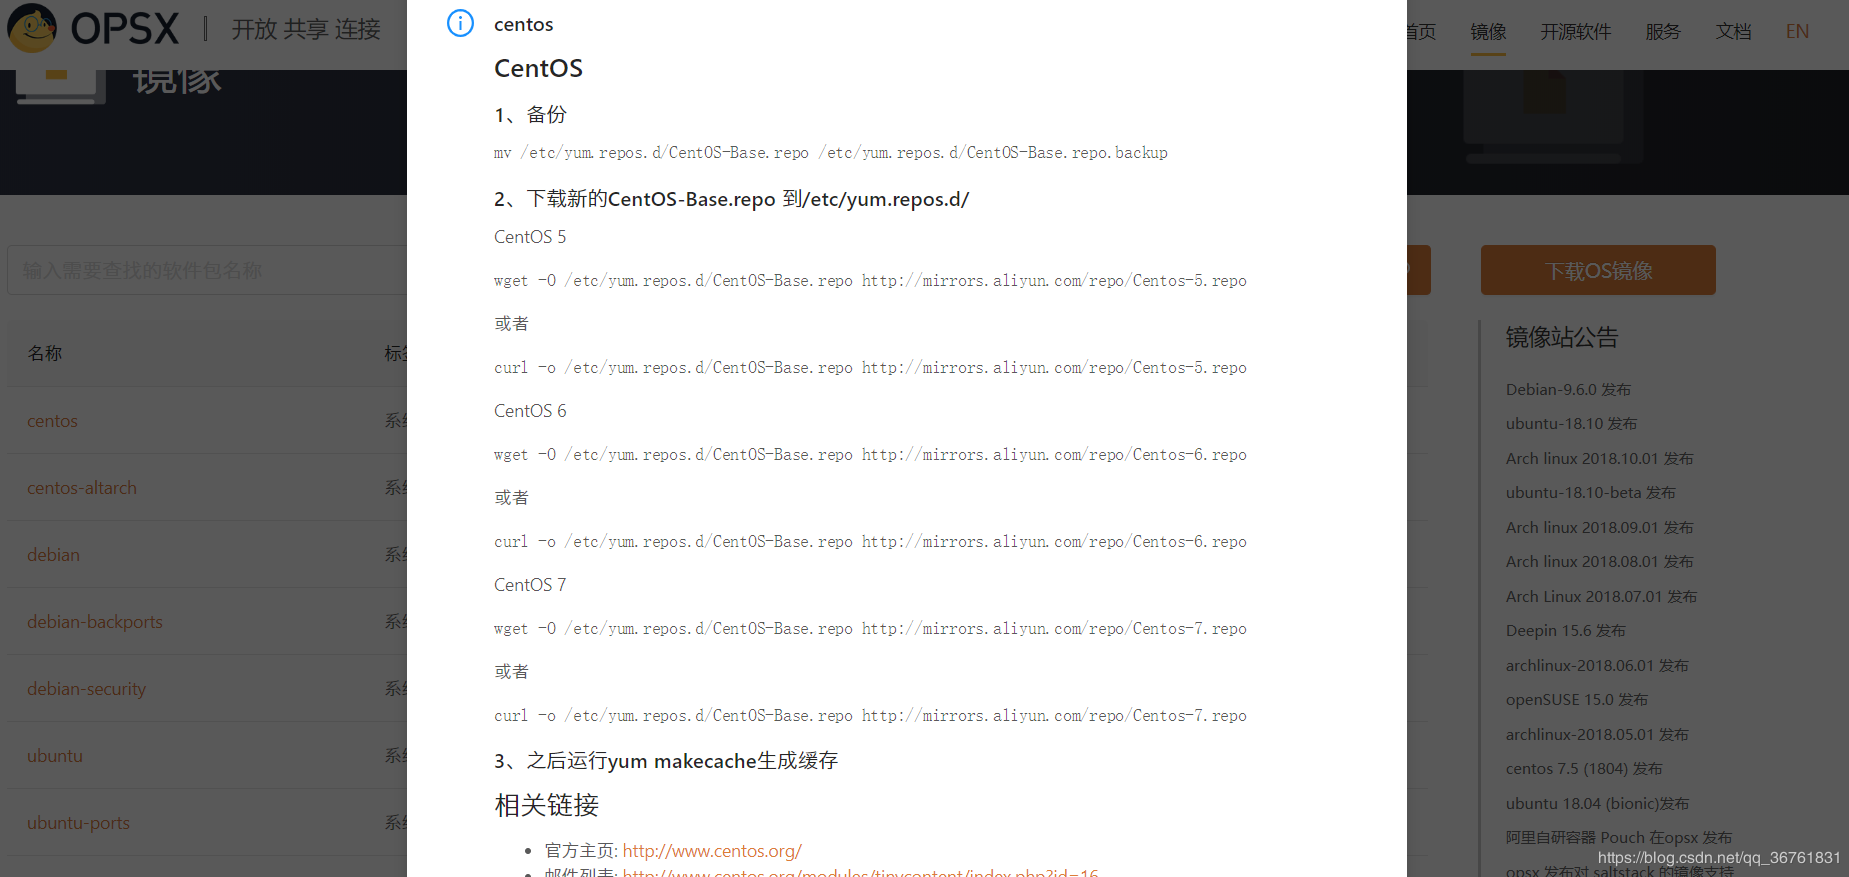 OPSX | 开放 共享 连接
首页 镜像 开源软件 服务 文档 EN
镜像
输入需要查找的软件包名称
名称
centos
centos-altarch
debian
debian-backports
debian-security
ubuntu
ubuntu-ports
centos
CentOS
1、备份
mv /etc/yum.repos.d/CentOS-Base.repo /etc/yum.repos.d/CentOS-Base.repo.backup
2、下载新的CentOS-Base.repo 到/etc/yum.repos.d/
CentOS 5
wget -O /etc/yum.repos.d/CentOS-Base.repo http://mirrors.aliyun.com/repo/Centos-5.repo
或者
curl -o /etc/yum.repos.d/CentOS-Base.repo http://mirrors.aliyun.com/repo/Centos-5.repo
CentOS 6
wget -O /etc/yum.repos.d/CentOS-Base.repo http://mirrors.aliyun.com/repo/Centos-6.repo
或者
curl -o /etc/yum.repos.d/CentOS-Base.repo http://mirrors.aliyun.com/repo/Centos-6.repo
CentOS 7
wget -O /etc/yum.repos.d/CentOS-Base.repo http://mirrors.aliyun.com/repo/Centos-7.repo
或者
curl -o /etc/yum.repos.d/CentOS-Base.repo http://mirrors.aliyun.com/repo/Centos-7.repo
3、之后运行yum makecache生成缓存
相关链接
官方主页: http://www.centos.org/
邮件列表: http://www.centos.org/modules/tinycontent/index.php?id=16
下载OS镜像
镜像站公告
Debian-9.6.0 发布
ubuntu-18.10 发布
Arch linux 2018.10.01 发布
ubuntu-18.10-beta 发布
Arch linux 2018.09.01 发布
Arch linux 2018.08.01 发布
Arch Linux 2018.07.01 发布
Deepin 15.6 发布
archlinux-2018.06.01 发布
openSUSE 15.0 发布
archlinux-2018.05.01 发布
centos 7.5 (1804) 发布
ubuntu 18.04 (bionic)发布
阿里自研容器 Pouch 在opsx 发布
opsx 发布对 saltstack 的镜像支持
https://blog.csdn.net/qq_36761831